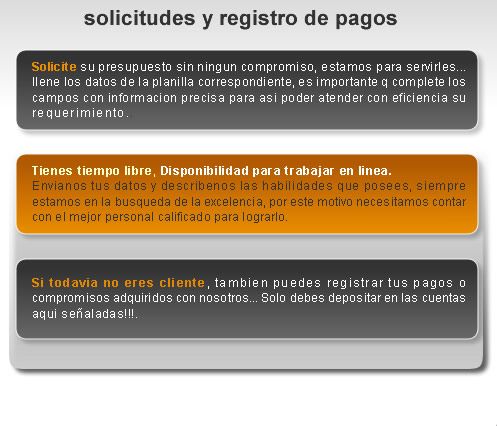 solicitudes y registro de pagos
Solicite su presupuesto sin ningun compromiso, estamos para servirles...
llene los datos de la planilla correspondiente, es importante q complete los
campos con informacion precisa para asi poder atender con eficiencia su
requerimiento.
Tienes tiempo libre, Disponibilidad para trabajar en linea.
Envianos tus datos y describenos las habilidades que posees, siempre
estamos en la busqueda de la excelencia, por este motivo necesitamos contar
con el mejor personal calificado para lograrlo.
Si todavia no eres cliente, tambien puedes registrar tus pagos o
compromisos adquiridos con nosotros... Solo debes depositar en las cuentas
aqui señaladas!!!.